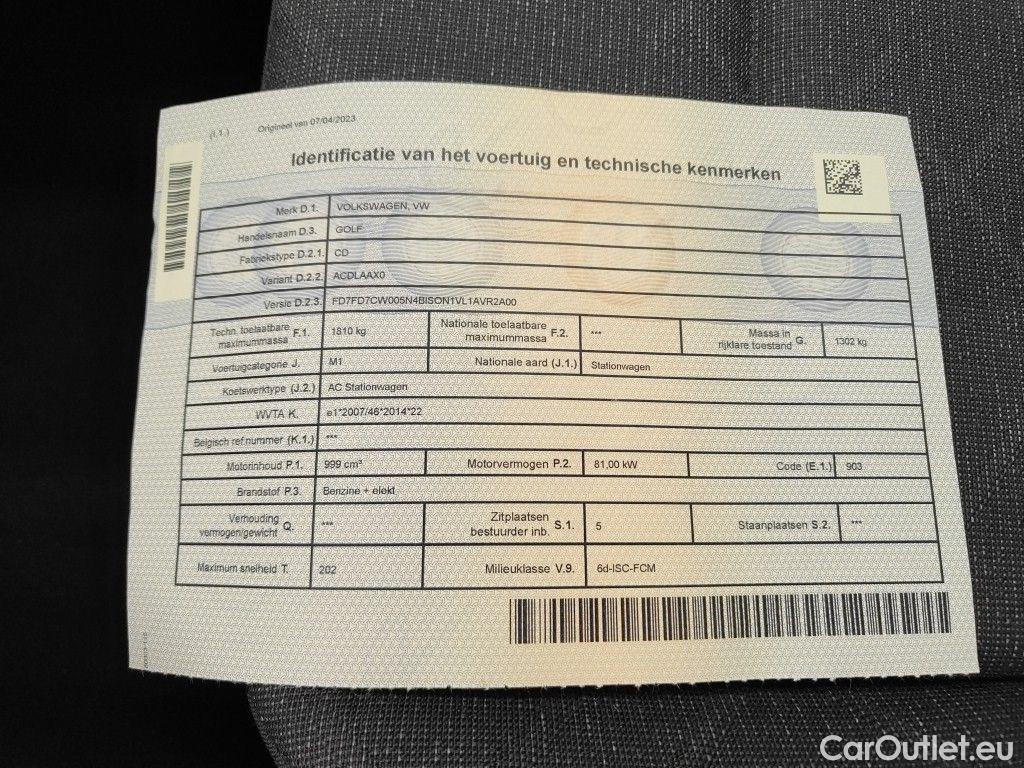 (I.1.) Origineel van 07/04/2023
Identificatie van het voertuig en technische kenmerken
Merk D.1. VOLKSWAGEN, VW
Handelsnaam D.3. GOLF
Fabriekstype D.2.1. CD
Variant D.2.2. ACDLAAX0
Versie D.2.3. FD7FD7CW005N4BISON1VL1AVR2A00
Techn. toelaatbare maximummassa F.1. 1810 kg Nationale toelaatbare maximummassa F.2. *** Massa in rijklare toestand G. 1302 kg
Voertuigcategorie J. M1 Nationale aard (J.1.) Stationwagen
Koetswerktype (J.2.) AC Stationwagen
WVTA K. e1*2007/46*2014*22
Belgisch ref.nummer (K.1.) ***
Motorinhoud P.1. 999 cm³ Motorvermogen P.2. 81,00 kW Code (E.1.) 903
Brandstof P.3. Benzine + elekt
Verhouding vermogen/gewicht Q. *** Zitplaatsen bestuurder inb. S.1. 5 Staanplaatsen S.2. ***
Maximum snelheid T. 202 Milieuklasse V.9. 6d-ISC-FCM
CarOutlet.eu